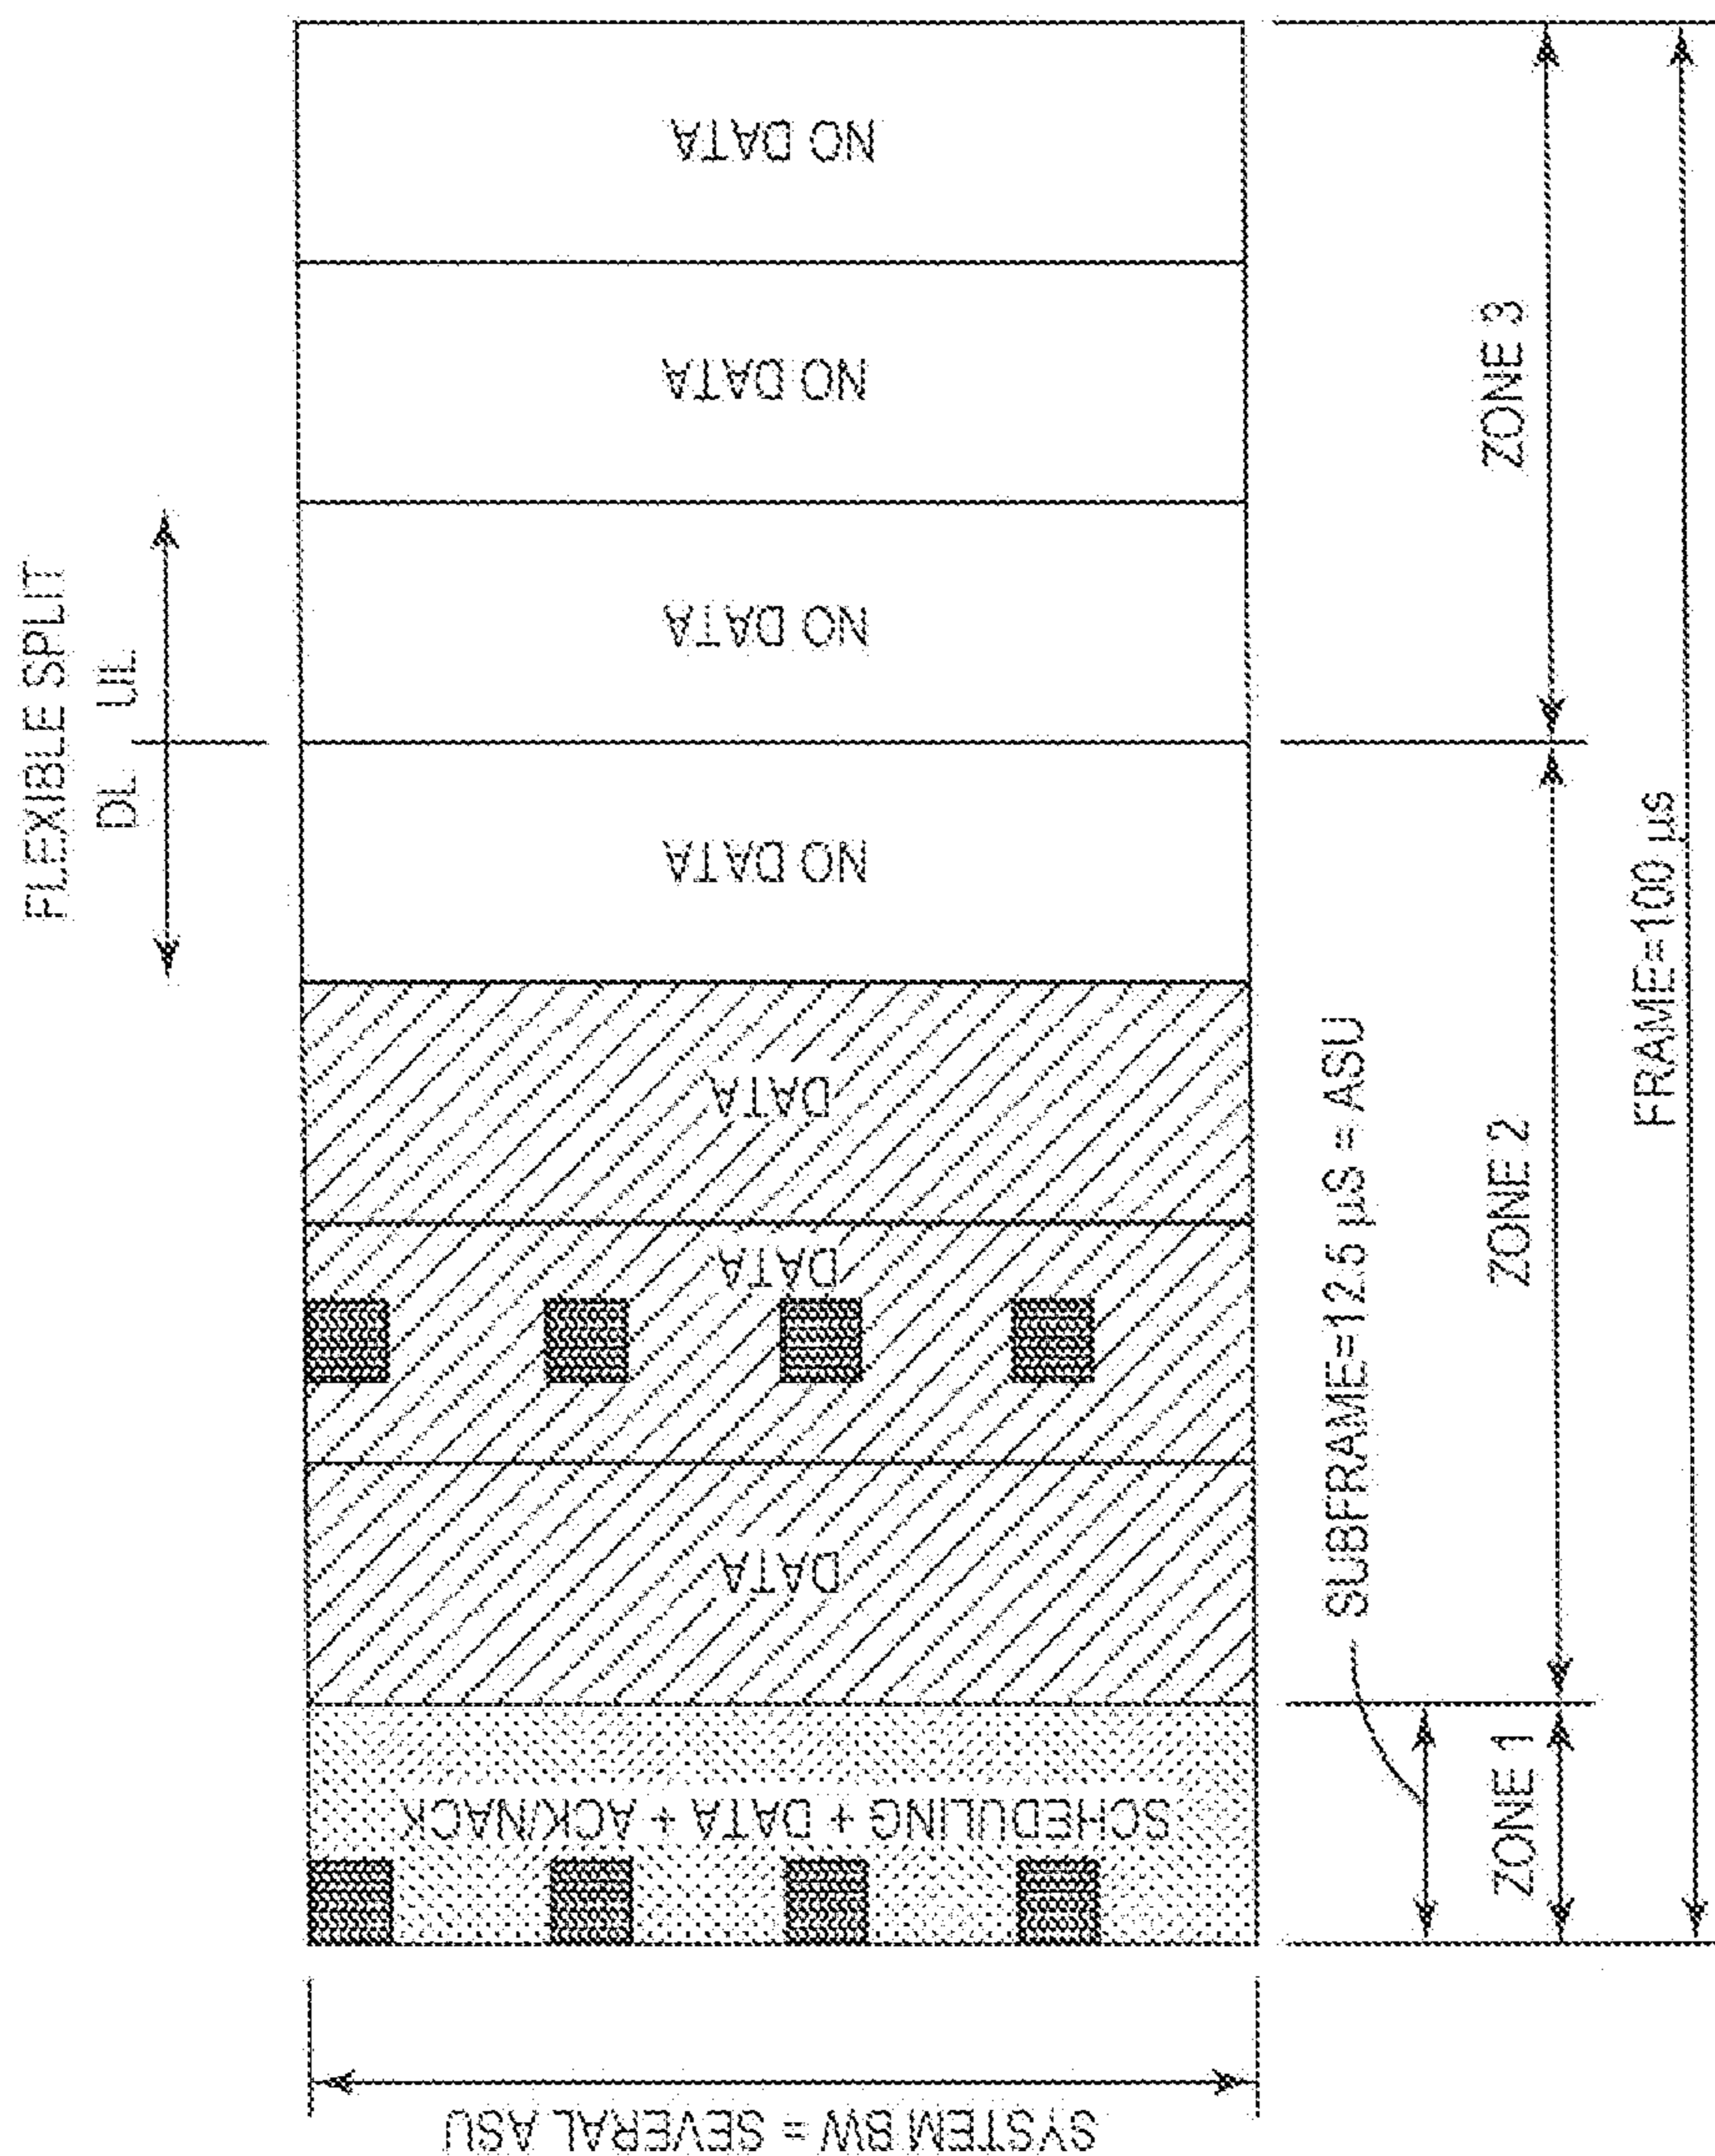 FLEXIBLE SPLIT
DL UL
SYSTEM BW = SEVERAL ASU
SCHEDULING + DATA + ACK/NACK
DATA
DATA
DATA
NO DATA
NO DATA
NO DATA
NO DATA
SUBFRAME=12.5 µS = ASU
ZONE 1
ZONE 2
ZONE 3
FRAME=100 µs